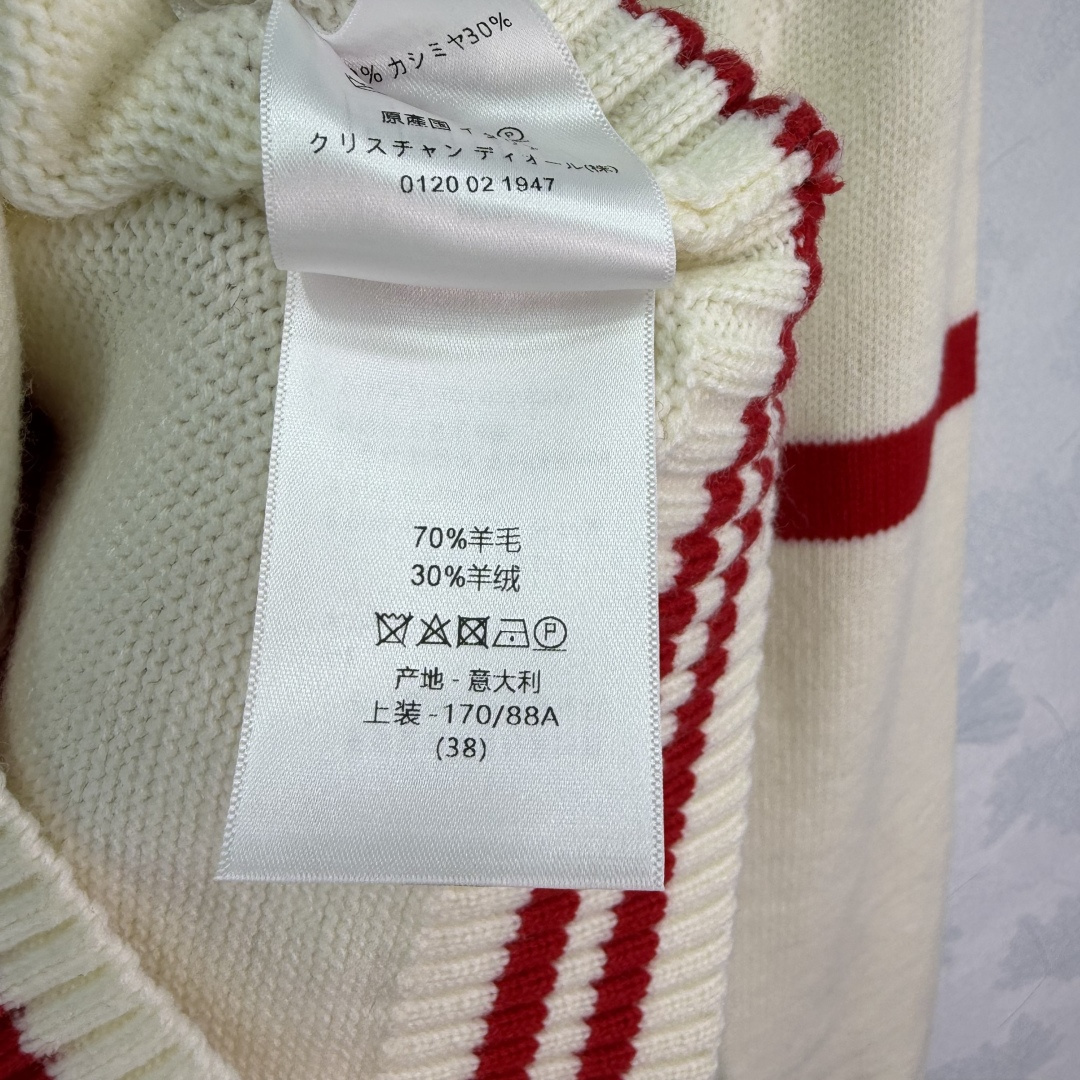 % カシミヤ30%
原産国
クリスチャン ディオール(株)
0120 02 1947
70%羊毛
30%羊绒
P
产地 - 意大利
上装 -170/88A
(38)